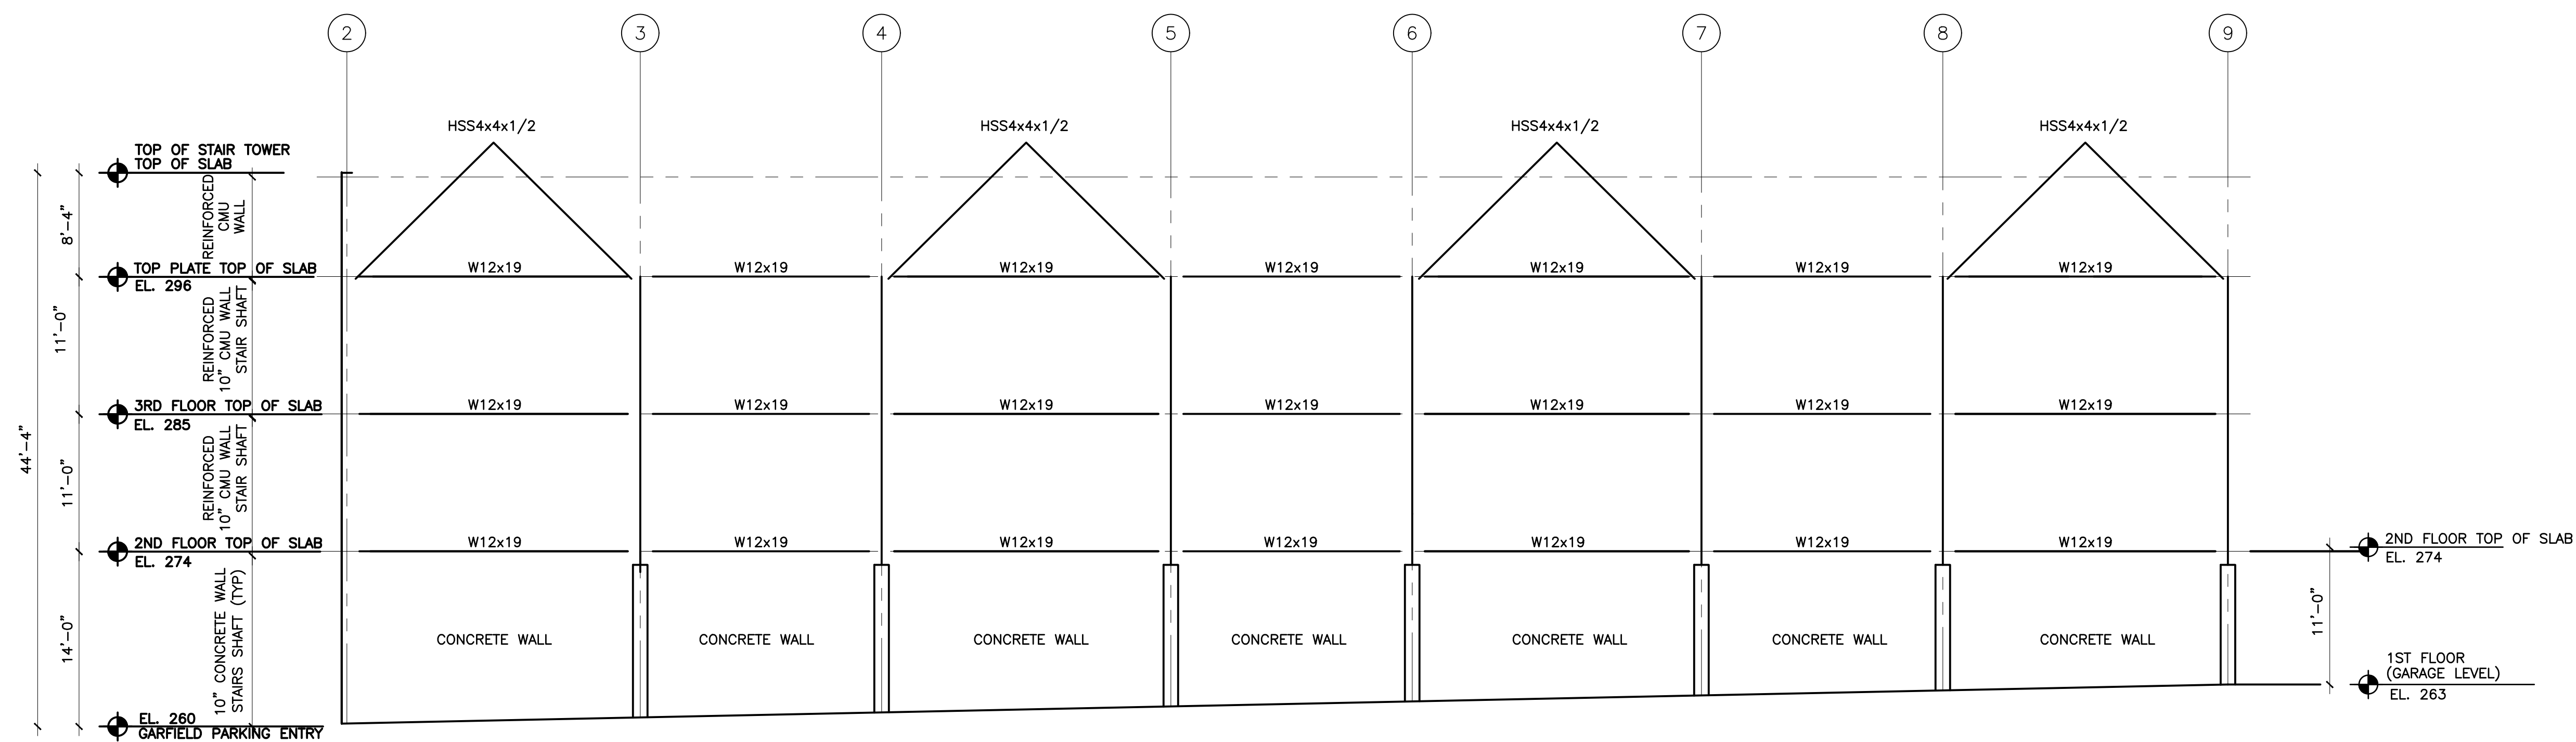 2 3 4 5 6 7 8 9
HSS4x4x1/2 HSS4x4x1/2 HSS4x4x1/2 HSS4x4x1/2
TOP OF STAIR TOWER
TOP OF SLAB
REINFORCED
CMU
WALL
8'-4"
TOP PLATE TOP OF SLAB
EL. 296
W12x19 W12x19 W12x19 W12x19 W12x19 W12x19 W12x19
11'-0"
REINFORCED
10" CMU WALL
STAIR SHAFT
3RD FLOOR TOP OF SLAB
EL. 285
W12x19 W12x19 W12x19 W12x19 W12x19 W12x19 W12x19
44'-4"
11'-0"
REINFORCED
10" CMU WALL
STAIR SHAFT
2ND FLOOR TOP OF SLAB
EL. 274
W12x19 W12x19 W12x19 W12x19 W12x19 W12x19 W12x19
2ND FLOOR TOP OF SLAB
EL. 274
14'-0"
10" CONCRETE WALL
STAIRS SHAFT (TYP)
CONCRETE WALL CONCRETE WALL CONCRETE WALL CONCRETE WALL CONCRETE WALL CONCRETE WALL CONCRETE WALL
11'-0"
1ST FLOOR
(GARAGE LEVEL)
EL. 263
EL. 260
GARFIELD PARKING ENTRY